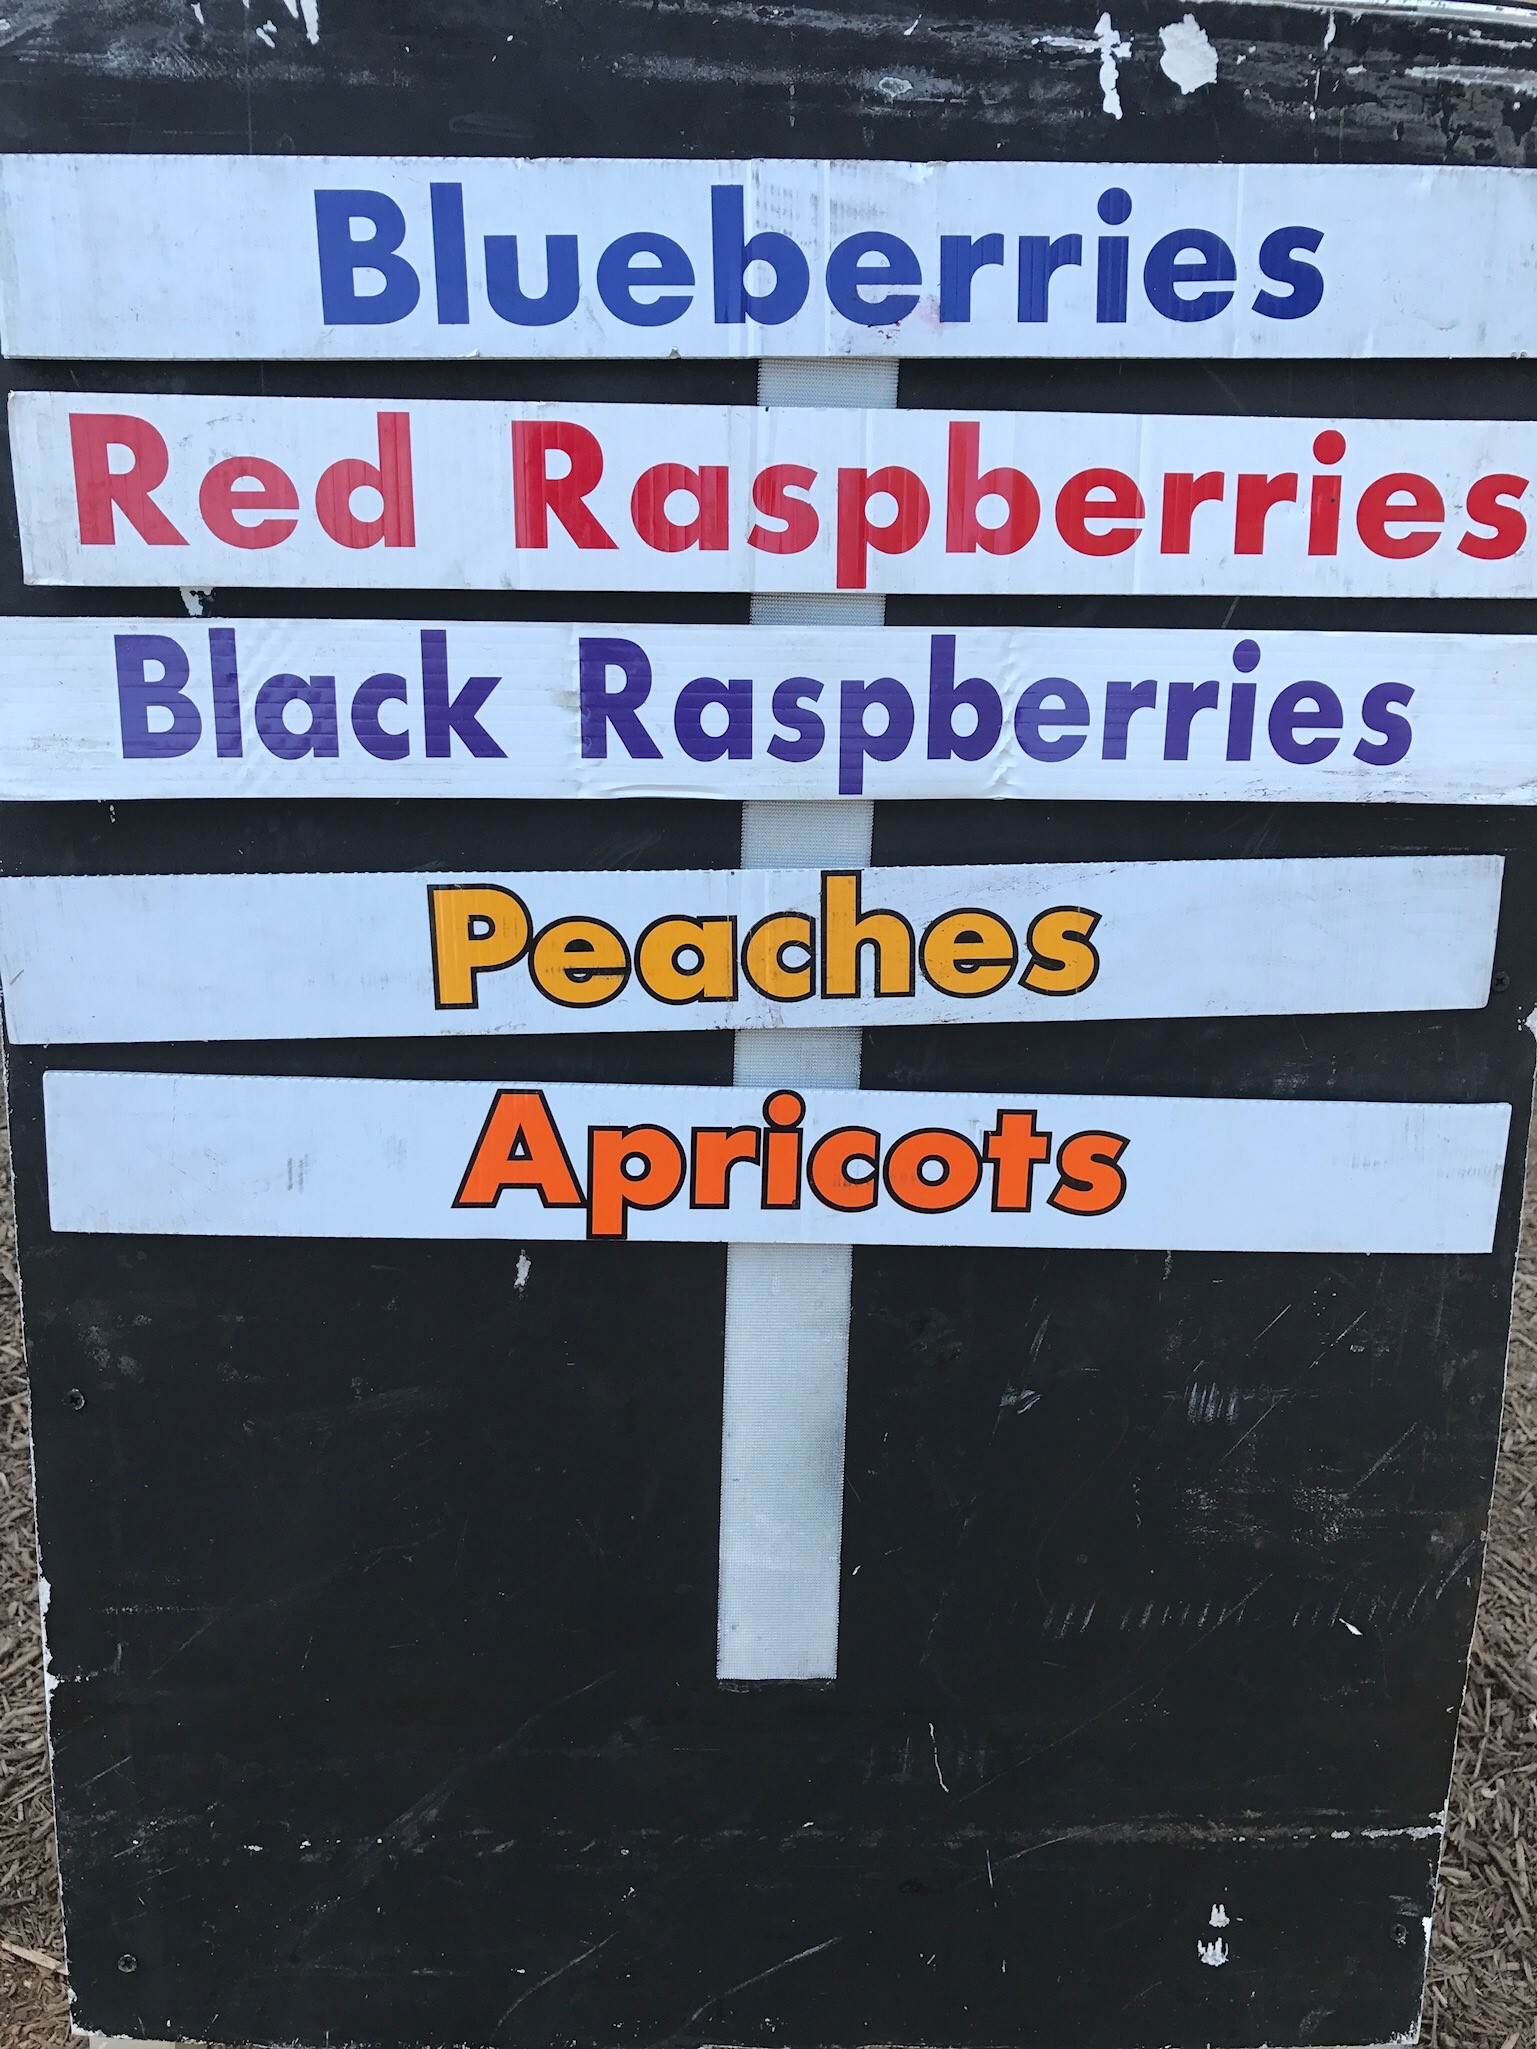 Blueberries
Red Raspberries
Black Raspberries
Peaches
Apricots